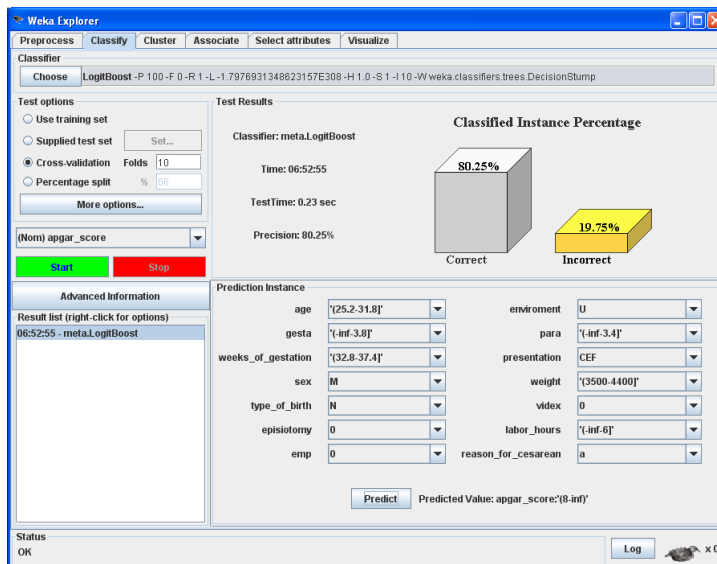 Weka Explorer
Preprocess Classify Cluster Associate Select attributes Visualize
Classifier
Choose LogitBoost -P 100 -F 0 -R 1 -L -1.7976931348623157E308 -H 1.0 -S 1 -I 10 -W weka.classifiers.trees.DecisionStump
Test options
Use training set
Supplied test set Set...
Cross-validation Folds 10
Percentage split % 66
More options...
(Nom) apgar_score
Start Stop
Advanced Information
Result list (right-click for options)
06:52:55 - meta.LogitBoost
Test Results
Classifier: meta.LogitBoost
Time: 06:52:55
TestTime: 0.23 sec
Precision: 80.25%
Classified Instance Percentage
80.25%
19.75%
Correct Incorrect
Prediction Instance
age '(25.2-31.8]' enviroment U
gesta '(-inf-3.8]' para '(-inf-3.4]'
weeks_of_gestation '(32.8-37.4]' presentation CEF
sex M weight '(3500-4400]'
type_of_birth N videx 0
episiotomy 0 labor_hours '(-inf-6]'
emp 0 reason_for_cesarean a
Predict Predicted Value: apgar_score:'(8-inf)'
Status
OK
Log x 0